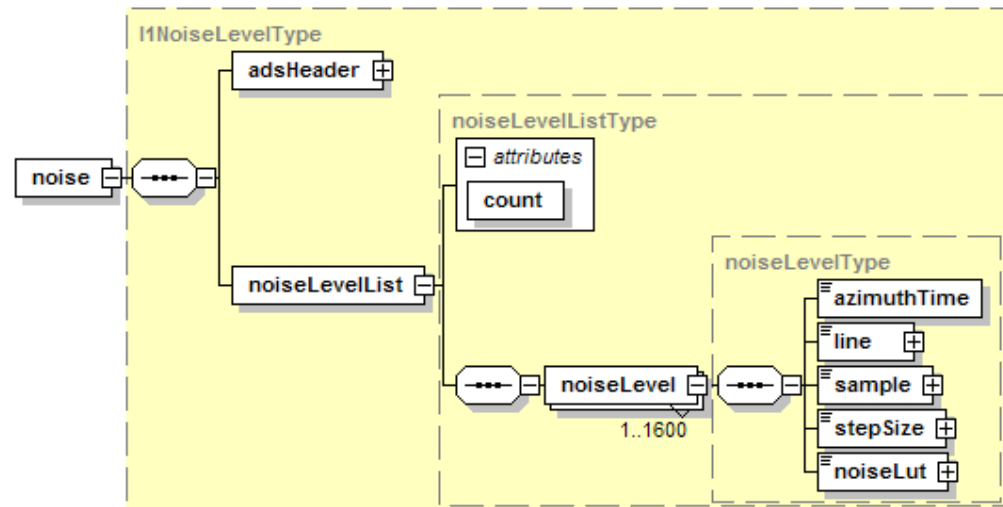 l1NoiseLevelType
adsHeader
noiseLevelListType
attributes
count
noise
noiseLevelList
noiseLevelType
azimuthTime
line
noiseLevel
sample
1..1600
stepSize
noiseLut